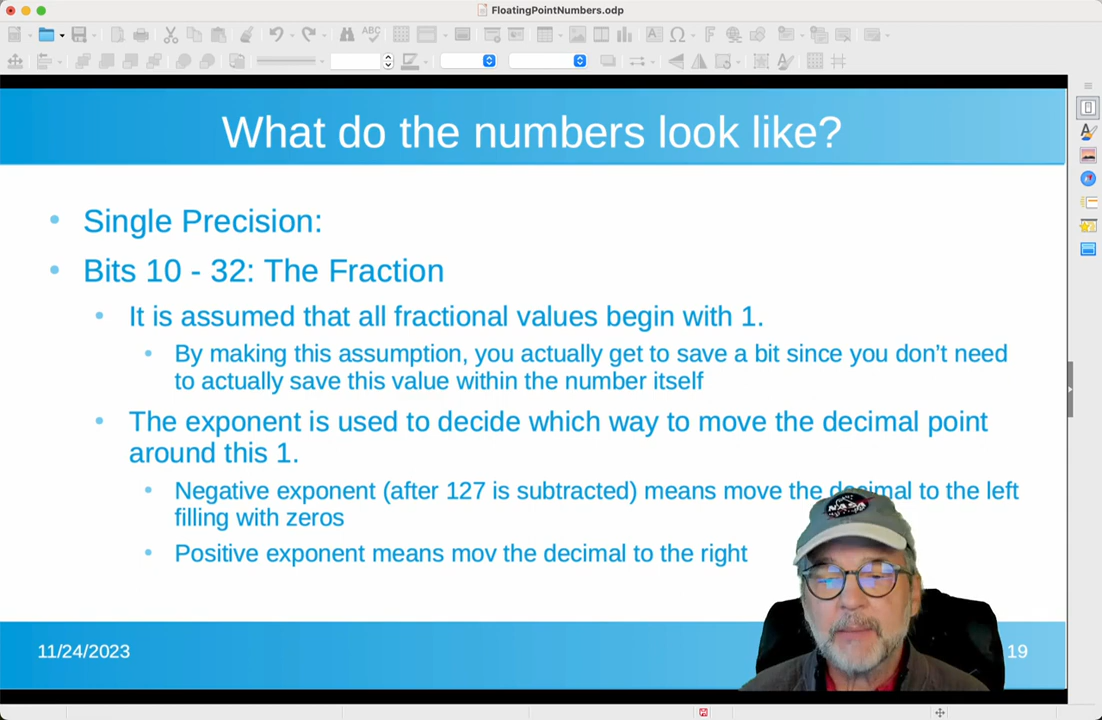 FloatingPointNumbers.odp
What do the numbers look like?
Single Precision:
Bits 10 - 32: The Fraction
It is assumed that all fractional values begin with 1.
By making this assumption, you actually get to save a bit since you don't need
to actually save this value within the number itself
The exponent is used to decide which way to move the decimal point
around this 1.
Negative exponent (after 127 is subtracted) means move the decimal to the left
filling with zeros
Positive exponent means mov the decimal to the right
NASA
11/24/2023
19